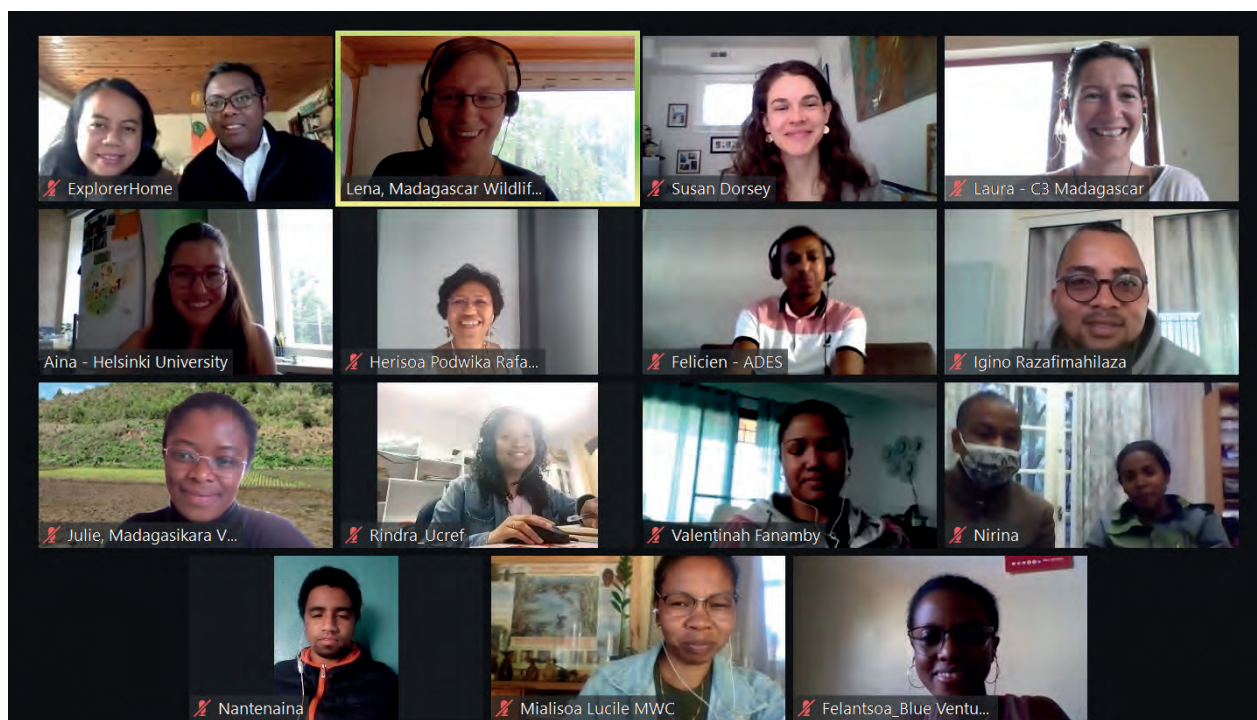 ExplorerHome
Lena, Madagascar Wildlif...
Susan Dorsey
Laura - C3 Madagascar
Aina - Helsinki University
Herisoa Podwika Rafa...
Felicien - ADES
Igino Razafimahilaza
Julie, Madagasikara V...
Rindra_Ucref
Valentinah Fanamby
Nirina
Nantenaina
Mialisoa Lucile MWC
Felantsoa_Blue Ventu...